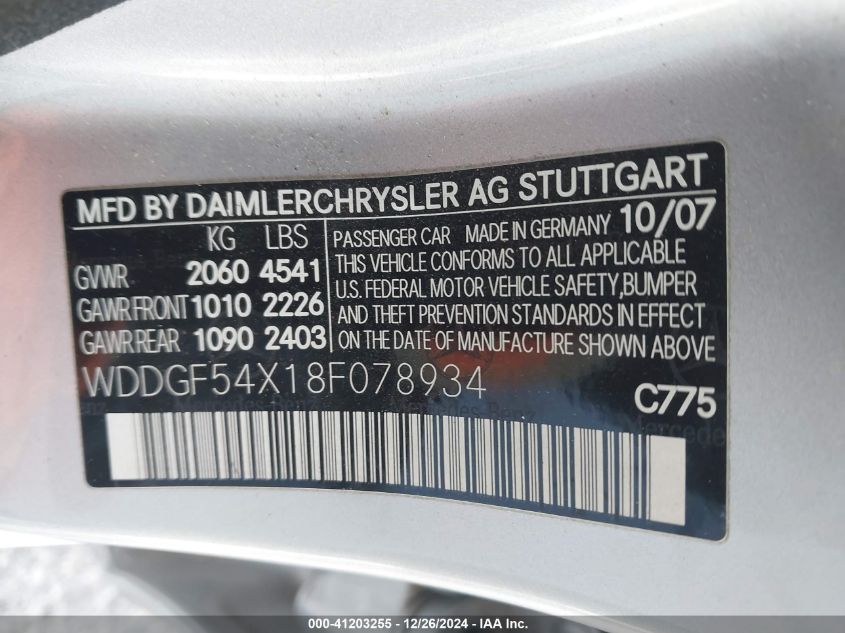 MFD BY DAIMLERCHRYSLER AG STUTTGART
KG LBS
GVWR 2060 4541
GAWR FRONT 1010 2226
GAWR REAR 1090 2403
PASSENGER CAR MADE IN GERMANY 10/07
THIS VEHICLE CONFORMS TO ALL APPLICABLE
U.S. FEDERAL MOTOR VEHICLE SAFETY, BUMPER
AND THEFT PREVENTION STANDARDS IN EFFECT
ON THE DATE OF MANUFACTURE SHOWN ABOVE
WDDGF54X18F078934
C775
Mercedes-Benz
Mercedes
000-41203255 - 12/26/2024 - IAA Inc.